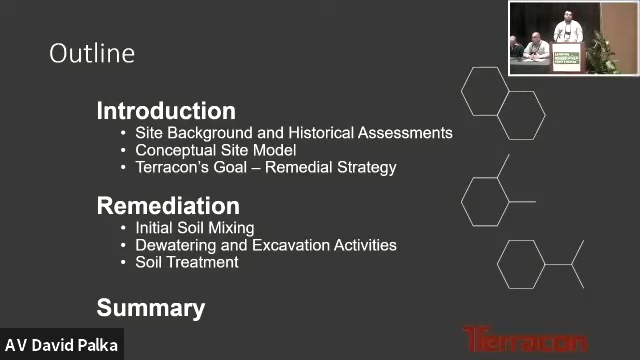 Outline
Introduction
• Site Background and Historical Assessments
• Conceptual Site Model
• Terracon's Goal – Remedial Strategy
Remediation
• Initial Soil Mixing
• Dewatering and Excavation Activities
• Soil Treatment
Summary
AV David Palka
Terracon